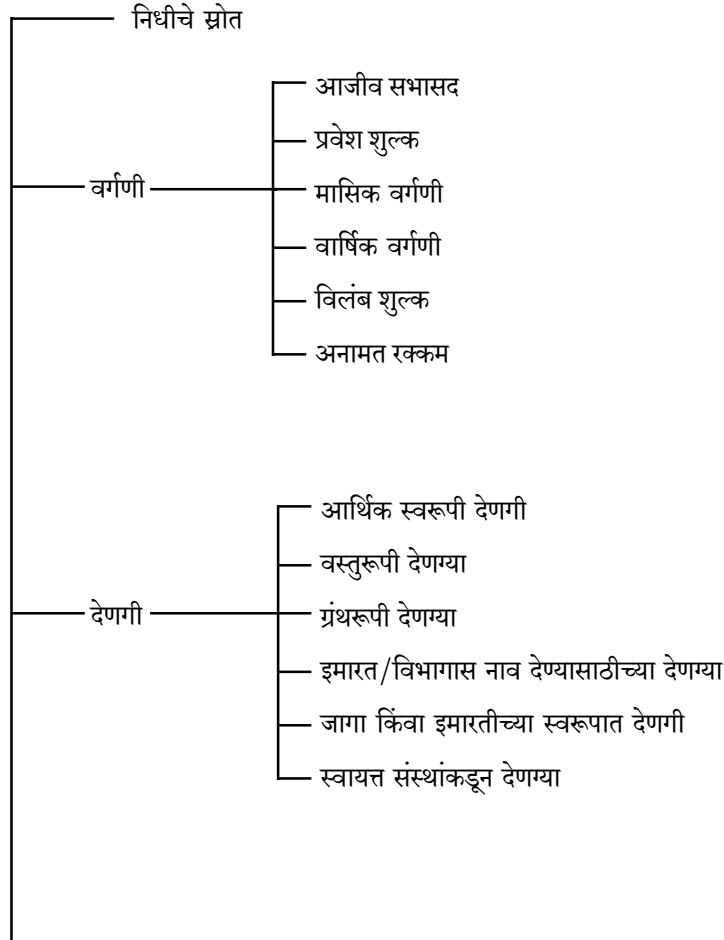 निधीचे स्रोत
आजीव सभासद
प्रवेश शुल्क
वर्गणी
मासिक वर्गणी
वार्षिक वर्गणी
विलंब शुल्क
अनामत रक्कम
आर्थिक स्वरूपी देणगी
वस्तुरूपी देणग्या
देणगी
ग्रंथरूपी देणग्या
इमारत/विभागास नाव देण्यासाठीच्या देणग्या
जागा किंवा इमारतीच्या स्वरूपात देणगी
स्वायत्त संस्थांकडून देणग्या